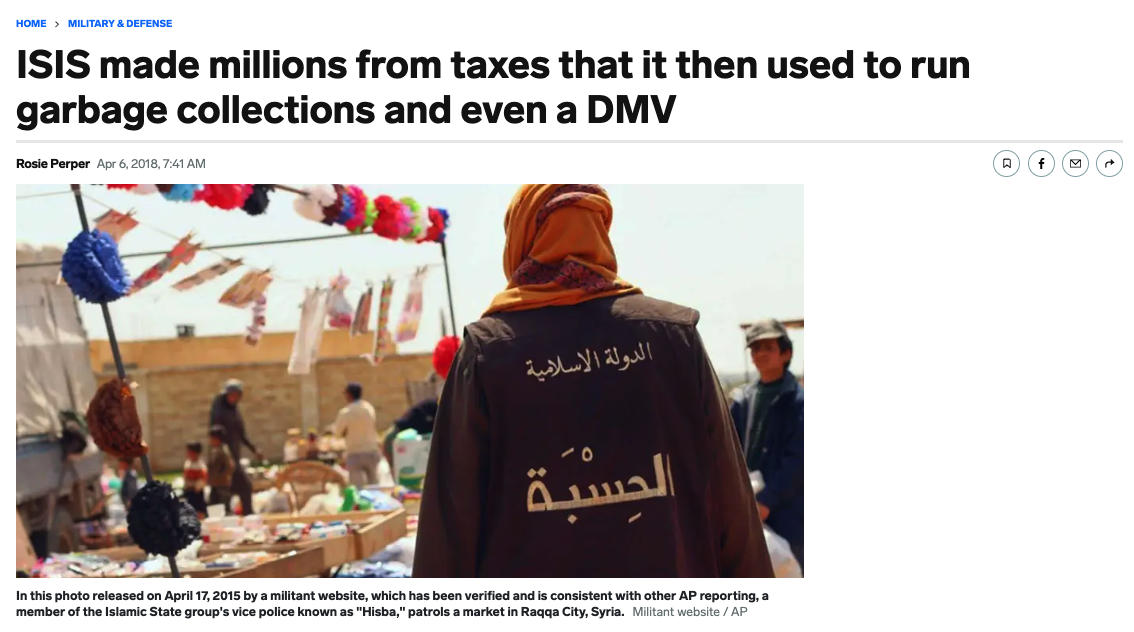 HOME > MILITARY & DEFENSE
ISIS made millions from taxes that it then used to run
garbage collections and even a DMV
Rosie Perper Apr 6, 2018, 7:41 AM
الدولة الاسلامية
الحِسْبَة
In this photo released on April 17, 2015 by a militant website, which has been verified and is consistent with other AP reporting, a
member of the Islamic State group's vice police known as "Hisba," patrols a market in Raqqa City, Syria. Militant website / AP